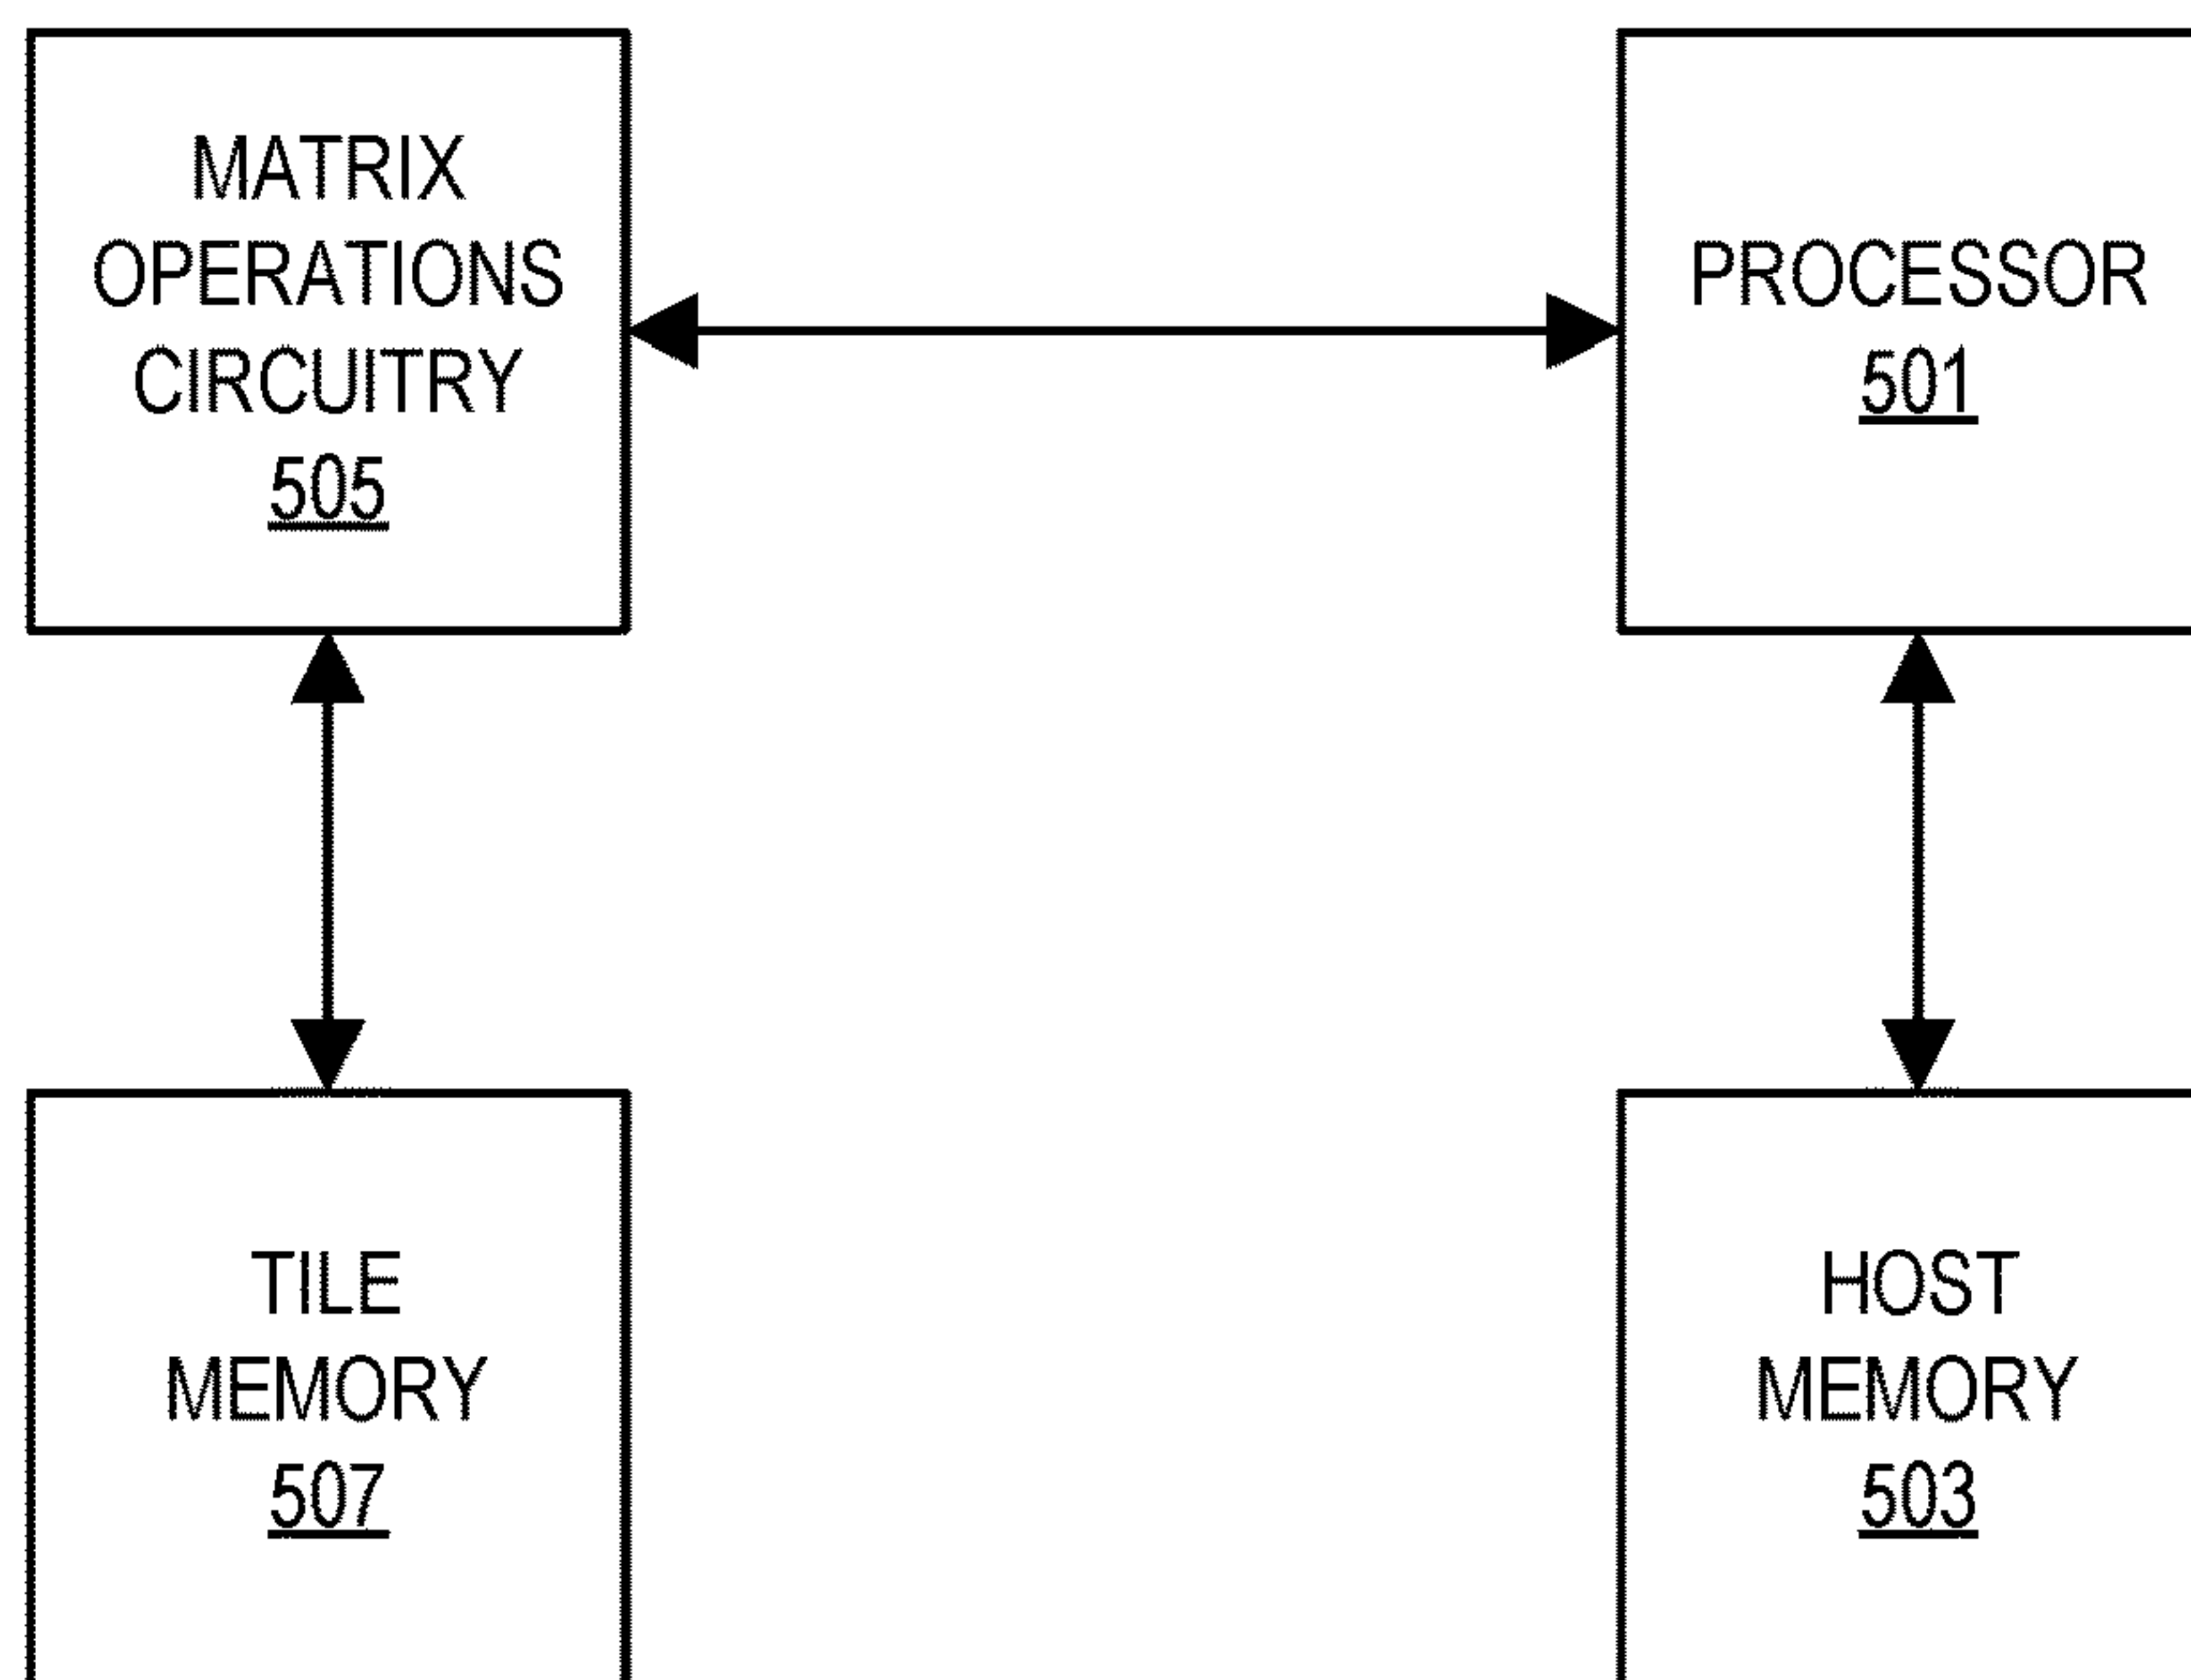 MATRIX
OPERATIONS
CIRCUITRY
505
PROCESSOR
501
TILE
MEMORY
507
HOST
MEMORY
503